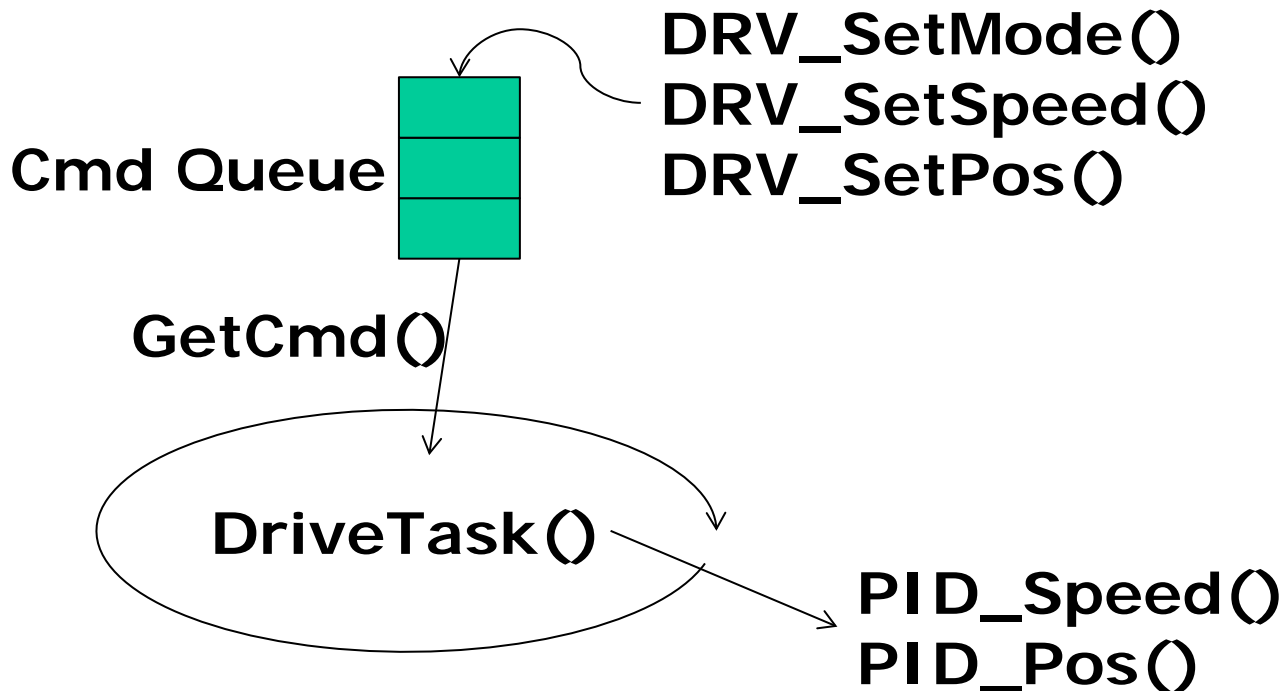 DRV_SetMode()
DRV_SetSpeed()
DRV_SetPos()
Cmd Queue
GetCmd()
DriveTask()
PID_Speed()
PID_Pos()